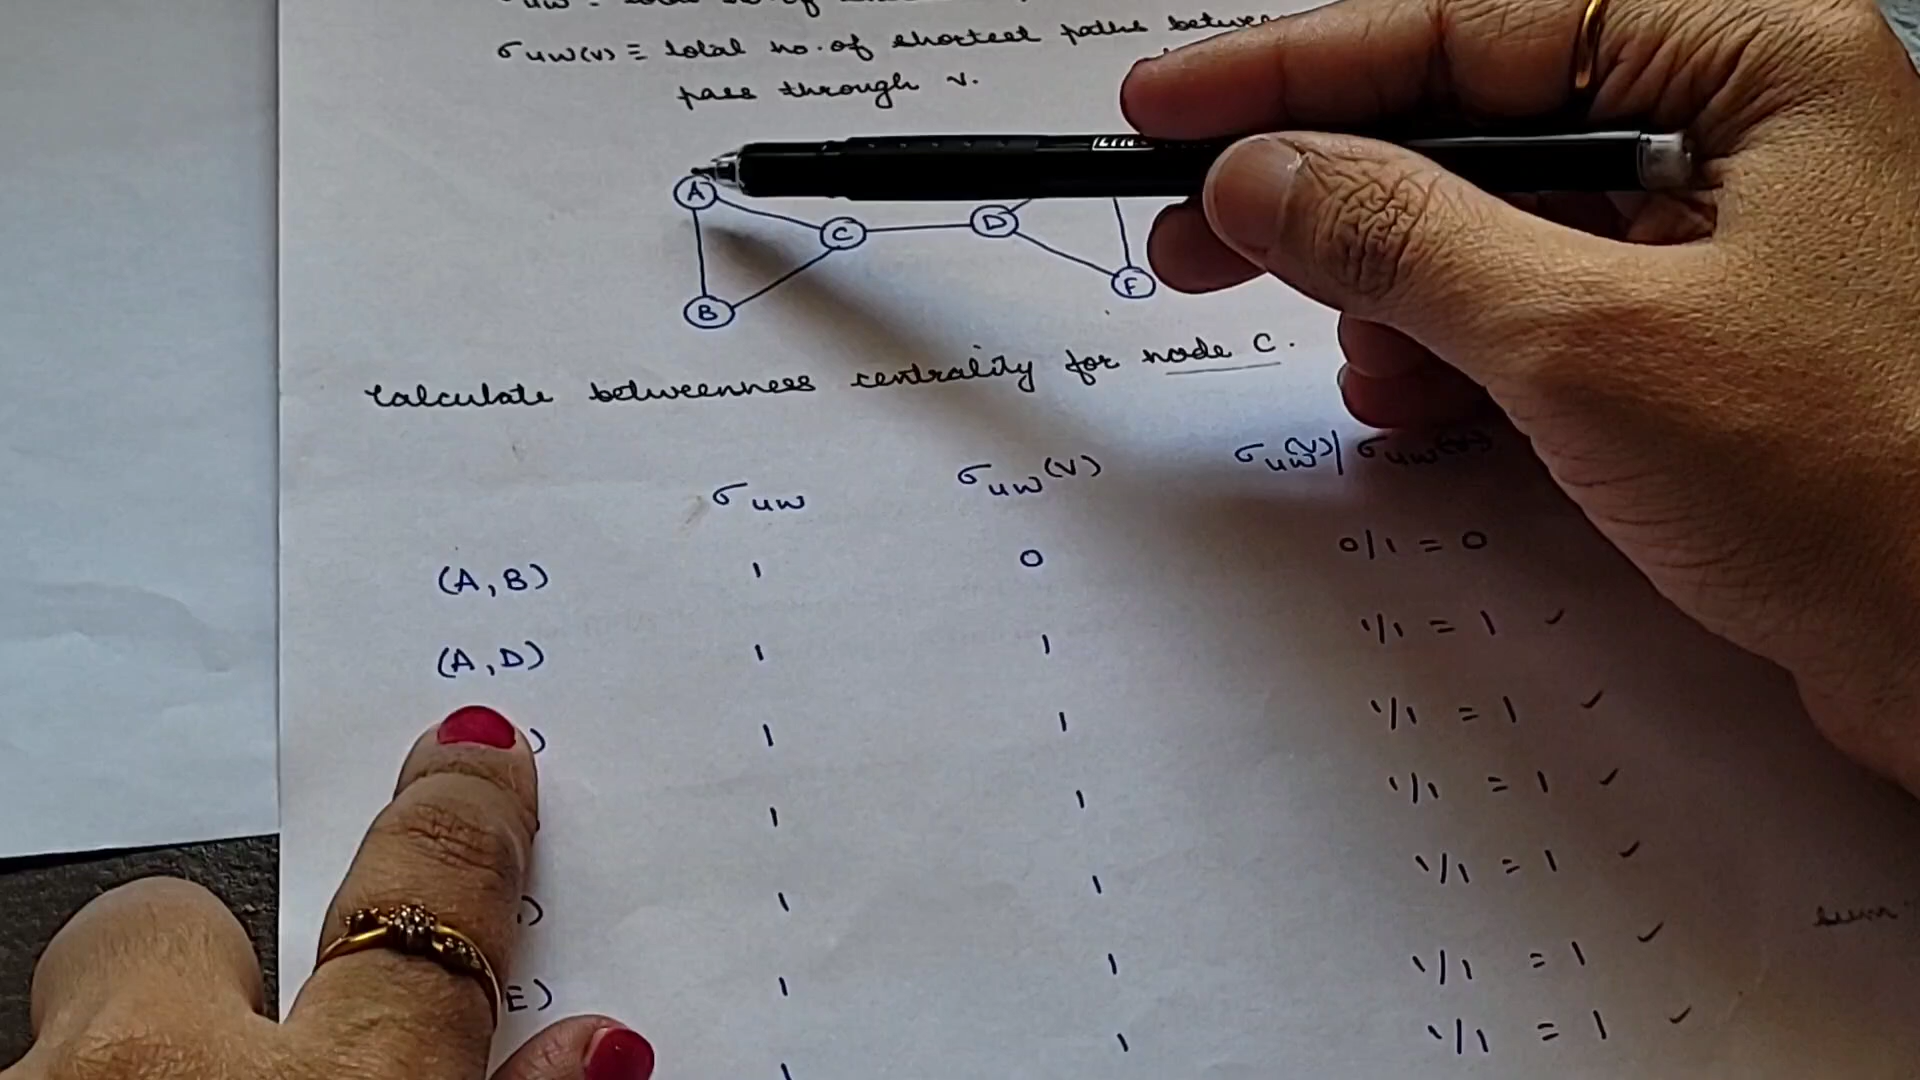 σuw(v) = total no. of shortest paths between
pass through v.
A
C
D
B
F
Calculate betweenness centrality for node C.
σuw σuw(v) σuw(v)/σuw
(A,B) 1 0 0/1 = 0
(A,D) 1 1 1/1 = 1 ✓
) 1 1 1/1 = 1 ✓
1 1 1/1 = 1 ✓
) 1 1 1/1 = 1 ✓
E) 1 1 1/1 = 1 ✓
1 1 1/1 = 1 ✓
sum